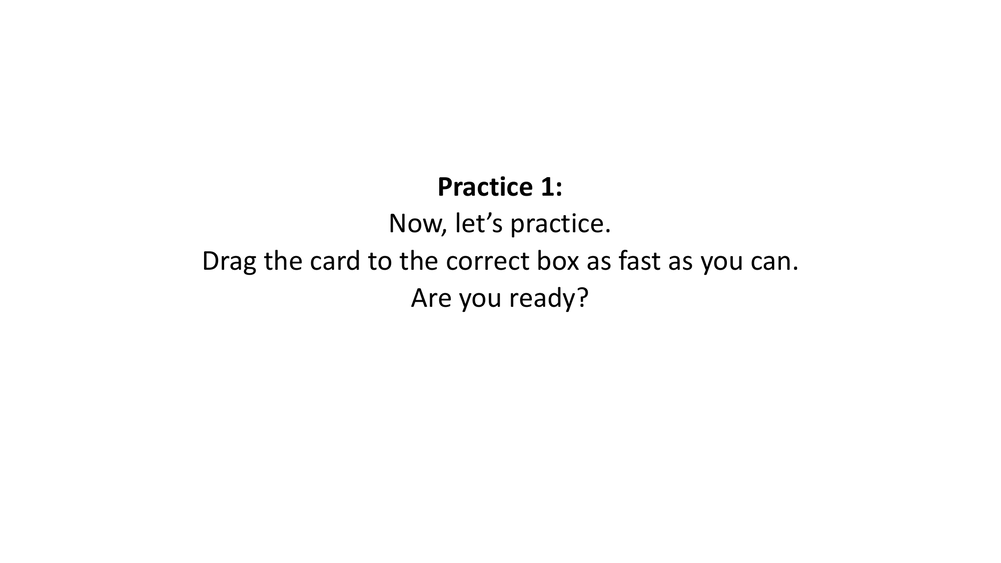 Practice 1:
Now, let’s practice.
Drag the card to the correct box as fast as you can.
Are you ready?